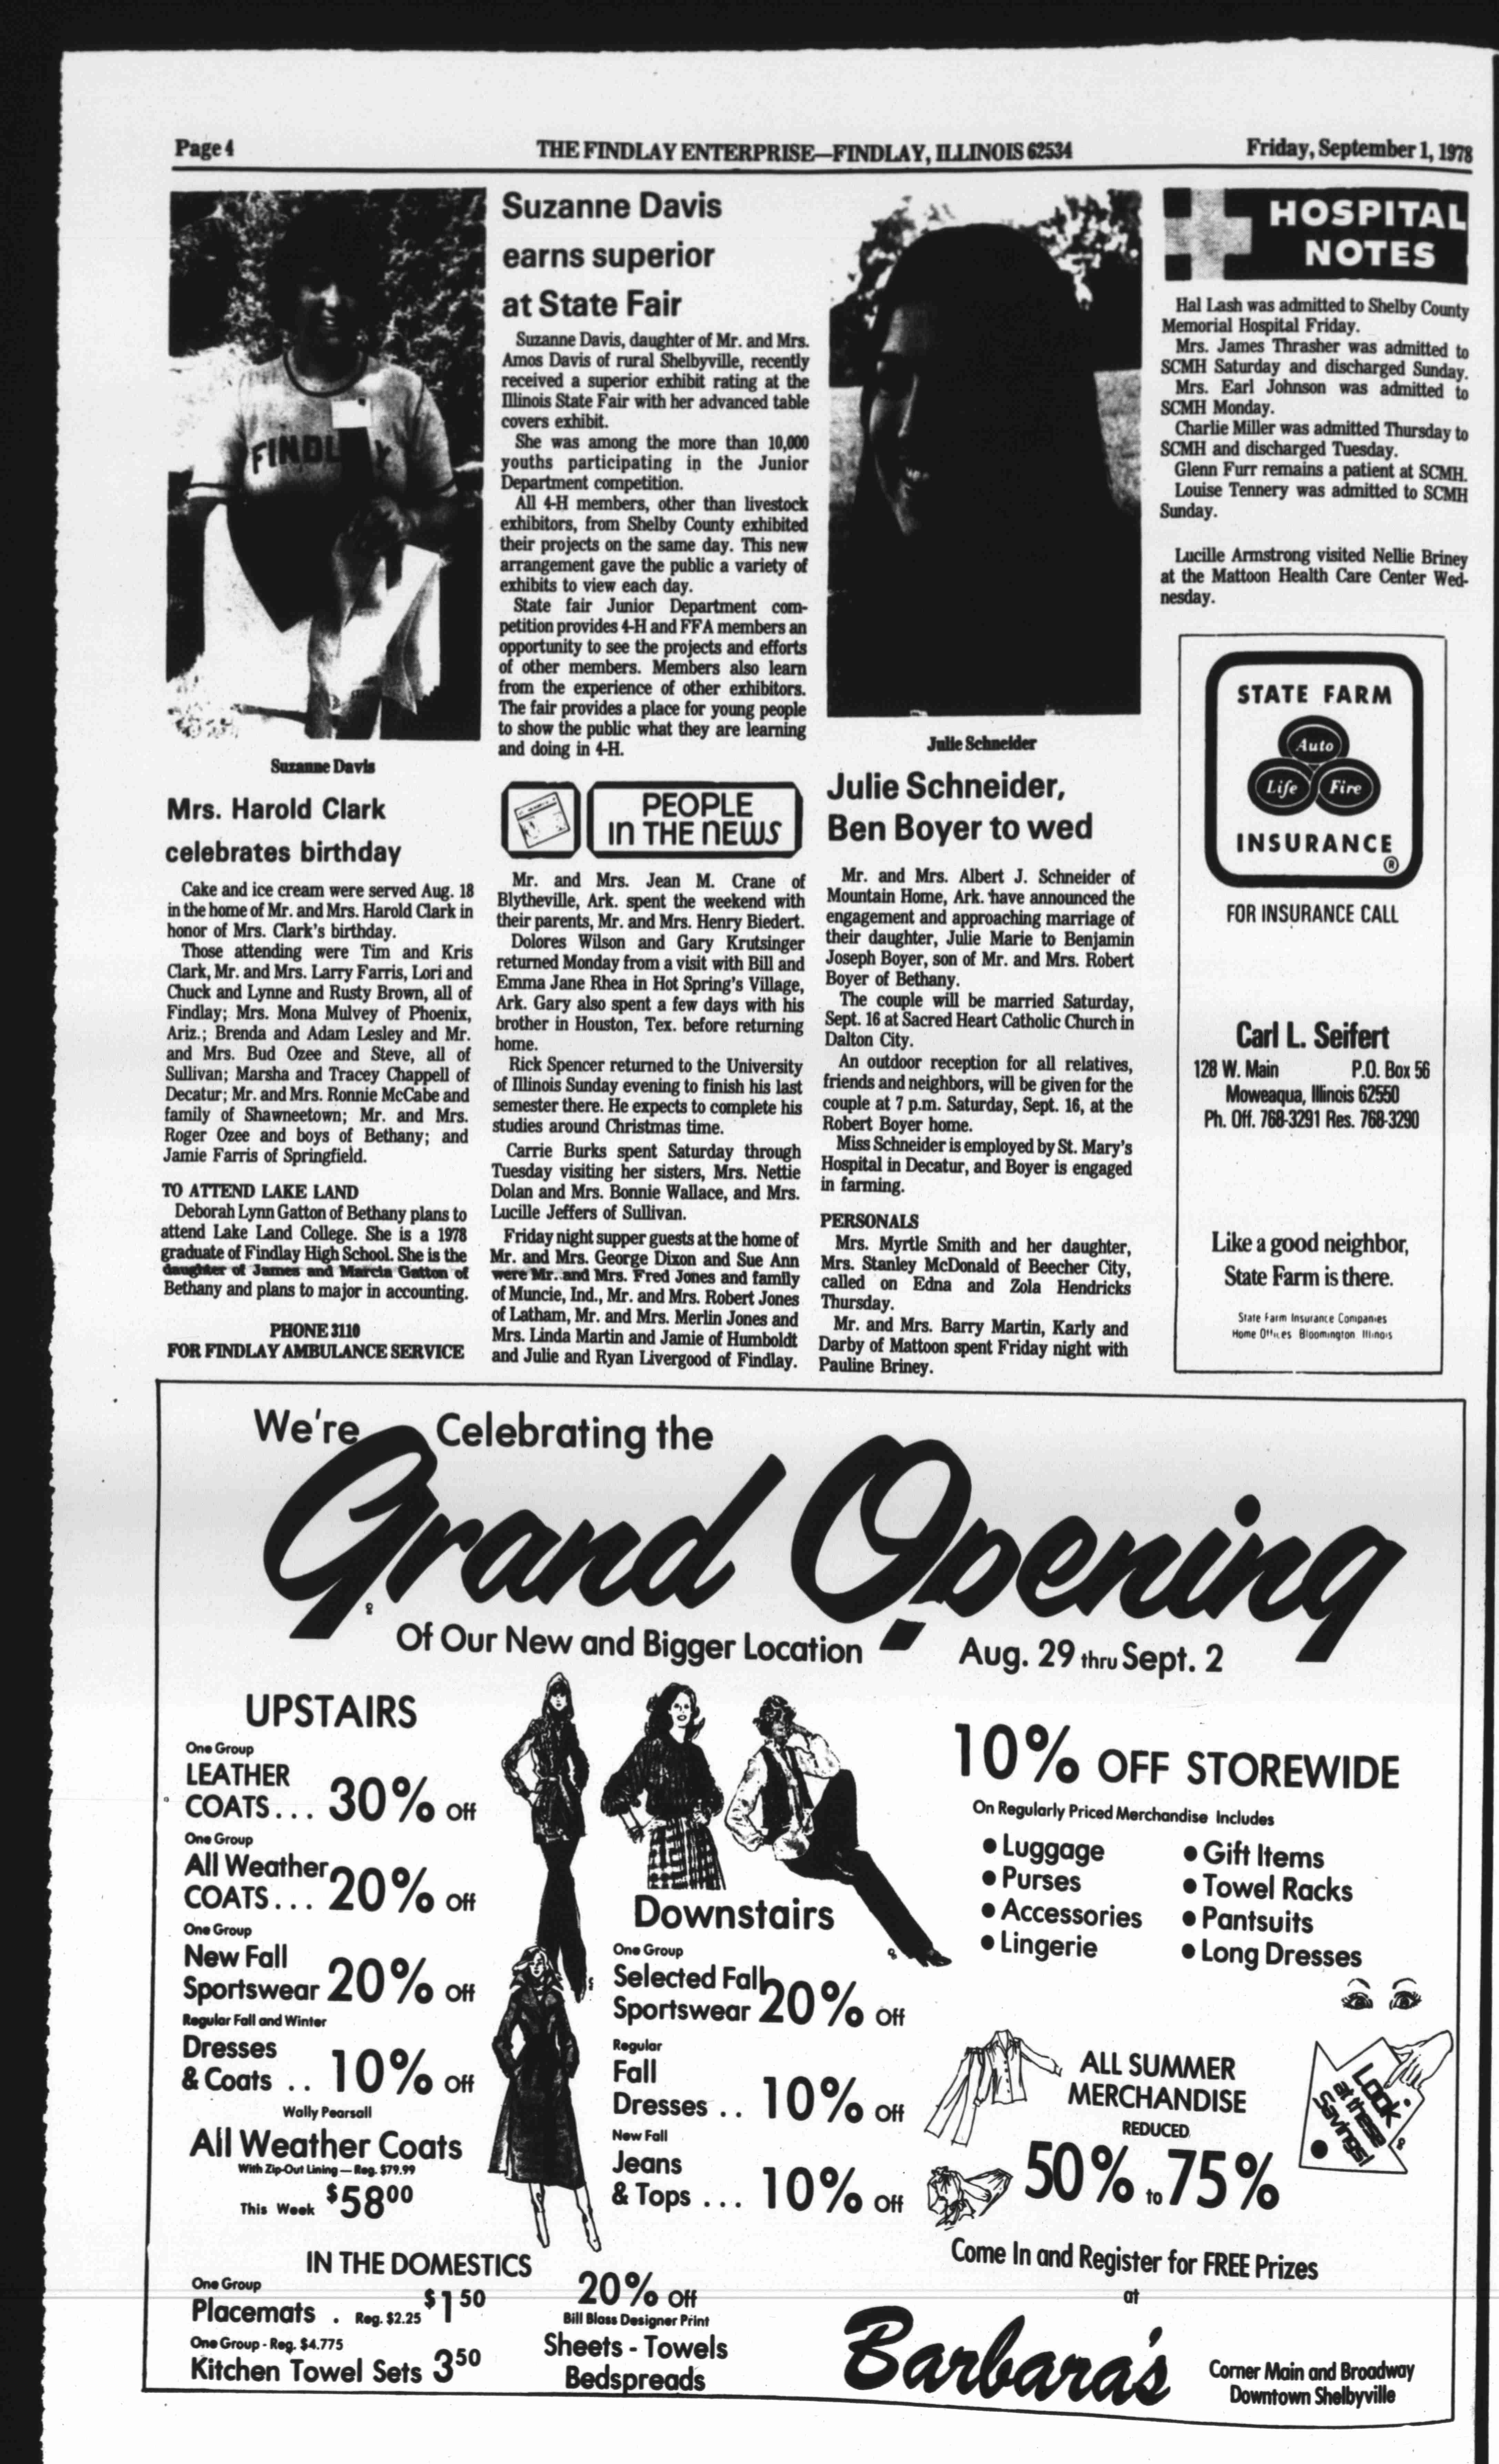 Page 4
THE FINDLAY ENTERPRISE—FINDLAY, ILLINOIS 62534
Friday, September 1, 1978
FINDL Y
Suzanne Davis
Mrs. Harold Clark
celebrates birthday
Cake and ice cream were served Aug. 18
in the home of Mr. and Mrs. Harold Clark in
honor of Mrs. Clark's birthday.
Those attending were Tim and Kris
Clark, Mr. and Mrs. Larry Farris, Lori and
Chuck and Lynne and Rusty Brown, all of
Findlay; Mrs. Mona Mulvey of Phoenix,
Ariz.; Brenda and Adam Lesley and Mr.
and Mrs. Bud Ozee and Steve, all of
Sullivan; Marsha and Tracey Chappell of
Decatur; Mr. and Mrs. Ronnie McCabe and
family of Shawneetown; Mr. and Mrs.
Roger Ozee and boys of Bethany; and
Jamie Farris of Springfield.
TO ATTEND LAKE LAND
Deborah Lynn Gatton of Bethany plans to
attend Lake Land College. She is a 1978
graduate of Findlay High School. She is the
daughter of James and Marcia Gatton of
Bethany and plans to major in accounting.
PHONE 3110
FOR FINDLAY AMBULANCE SERVICE
Suzanne Davis
earns superior
at State Fair
Suzanne Davis, daughter of Mr. and Mrs.
Amos Davis of rural Shelbyville, recently
received a superior exhibit rating at the
Illinois State Fair with her advanced table
covers exhibit.
She was among the more than 10,000
youths participating in the Junior
Department competition.
All 4-H members, other than livestock
exhibitors, from Shelby County exhibited
their projects on the same day. This new
arrangement gave the public a variety of
exhibits to view each day.
State fair Junior Department com-
petition provides 4-H and FFA members an
opportunity to see the projects and efforts
of other members. Members also learn
from the experience of other exhibitors.
The fair provides a place for young people
to show the public what they are learning
and doing in 4-H.
PEOPLE
in THE NEWS
Mr. and Mrs. Jean M. Crane of
Blytheville, Ark. spent the weekend with
their parents, Mr. and Mrs. Henry Biedert.
Dolores Wilson and Gary Krutsinger
returned Monday from a visit with Bill and
Emma Jane Rhea in Hot Spring's Village,
Ark. Gary also spent a few days with his
brother in Houston, Tex. before returning
home.
Rick Spencer returned to the University
of Illinois Sunday evening to finish his last
semester there. He expects to complete his
studies around Christmas time.
Carrie Burks spent Saturday through
Tuesday visiting her sisters, Mrs. Nettie
Dolan and Mrs. Bonnie Wallace, and Mrs.
Lucille Jeffers of Sullivan.
Friday night supper guests at the home of
Mr. and Mrs. George Dixon and Sue Ann
were Mr. and Mrs. Fred Jones and family
of Muncie, Ind., Mr. and Mrs. Robert Jones
of Latham, Mr. and Mrs. Merlin Jones and
Mrs. Linda Martin and Jamie of Humboldt
and Julie and Ryan Livergood of Findlay.
Julie Schneider
Julie Schneider,
Ben Boyer to wed
Mr. and Mrs. Albert J. Schneider of
Mountain Home, Ark. have announced the
engagement and approaching marriage of
their daughter, Julie Marie to Benjamin
Joseph Boyer, son of Mr. and Mrs. Robert
Boyer of Bethany.
The couple will be married Saturday,
Sept. 16 at Sacred Heart Catholic Church in
Dalton City.
An outdoor reception for all relatives,
friends and neighbors, will be given for the
couple at 7 p.m. Saturday, Sept. 16, at the
Robert Boyer home.
Miss Schneider is employed by St. Mary's
Hospital in Decatur, and Boyer is engaged
in farming.
PERSONALS
Mrs. Myrtle Smith and her daughter,
Mrs. Stanley McDonald of Beecher City,
called on Edna and Zola Hendricks
Thursday.
Mr. and Mrs. Barry Martin, Karly and
Darby of Mattoon spent Friday night with
Pauline Briney.
HOSPITAL
NOTES
Hal Lash was admitted to Shelby County
Memorial Hospital Friday.
Mrs. James Thrasher was admitted to
SCMH Saturday and discharged Sunday.
Mrs. Earl Johnson was admitted to
SCMH Monday.
Charlie Miller was admitted Thursday to
SCMH and discharged Tuesday.
Glenn Furr remains a patient at SCMH.
Louise Tennery was admitted to SCMH
Sunday.
Lucille Armstrong visited Nellie Briney
at the Mattoon Health Care Center Wed-
nesday.
STATE FARM
Auto
Life Fire
INSURANCE ®
FOR INSURANCE CALL
Carl L. Seifert
128 W. Main P.O. Box 56
Moweaqua, Illinois 62550
Ph. Off. 768-3291 Res. 768-3290
Like a good neighbor,
State Farm is there.
State Farm Insurance Companies
Home Offices Bloomington Illinois
We're Celebrating the
Grand Opening
Of Our New and Bigger Location
Aug. 29 thru Sept. 2
UPSTAIRS
One Group
LEATHER
COATS... 30% Off
One Group
All Weather
COATS... 20% Off
One Group
New Fall
Sportswear 20% Off
Regular Fall and Winter
Dresses
& Coats .. 10% Off
Wally Pearsall
All Weather Coats
With Zip-Out Lining — Reg. $79.99
This Week $58 00
Downstairs
One Group
Selected Fall
Sportswear 20% Off
Regular
Fall
Dresses .. 10% Off
New Fall
Jeans
& Tops ... 10% Off
10% OFF STOREWIDE
On Regularly Priced Merchandise Includes
• Luggage
• Purses
• Accessories
• Lingerie
• Gift Items
• Towel Racks
• Pantsuits
• Long Dresses
ALL SUMMER
MERCHANDISE
REDUCED
50% to 75%
Look
at these
Savings!
IN THE DOMESTICS
One Group
Placemats . Reg. $2.25 $1 50
One Group - Reg. $4.775
Kitchen Towel Sets 3 50
20% Off
Bill Blass Designer Print
Sheets - Towels
Bedspreads
Come In and Register for FREE Prizes
at
Barbara's
Corner Main and Broadway
Downtown Shelbyville